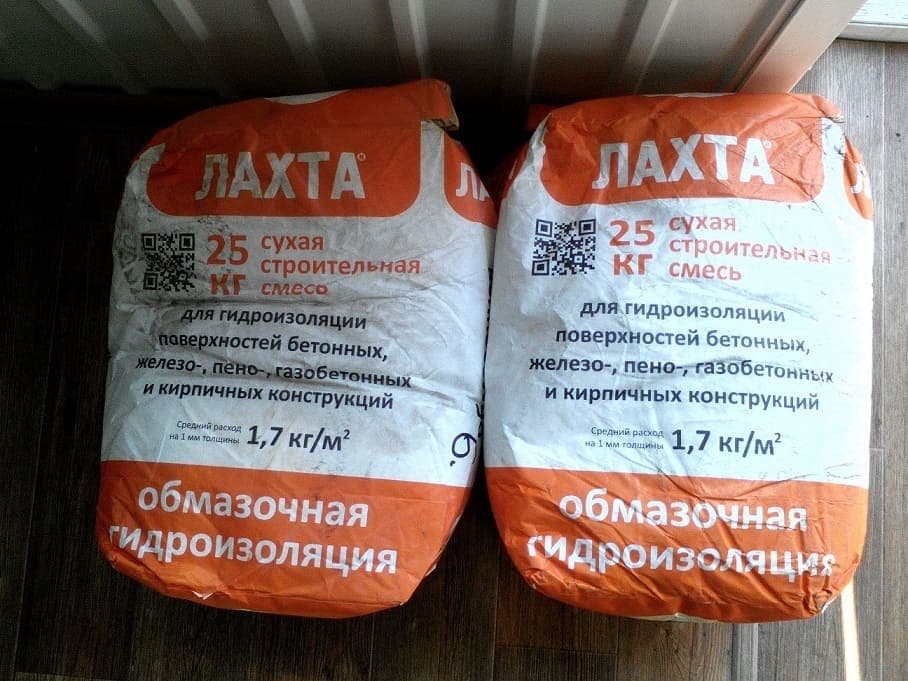 ЛАХТА®
25 кг
сухая
строительная
смесь
для гидроизоляции
поверхностей бетонных,
железо-, пено-, газобетонных
и кирпичных конструкций
Средний расход
на 1 мм толщины
1,7 кг/м²
обмазочная
гидроизоляция
ЛАХТА®
25 кг
сухая
строительная
смесь
для гидроизоляции
поверхностей бетонных,
железо-, пено-, газобетонных
и кирпичных конструкций
Средний расход
на 1 мм толщины
1,7 кг/м²
обмазочная
гидроизоляция